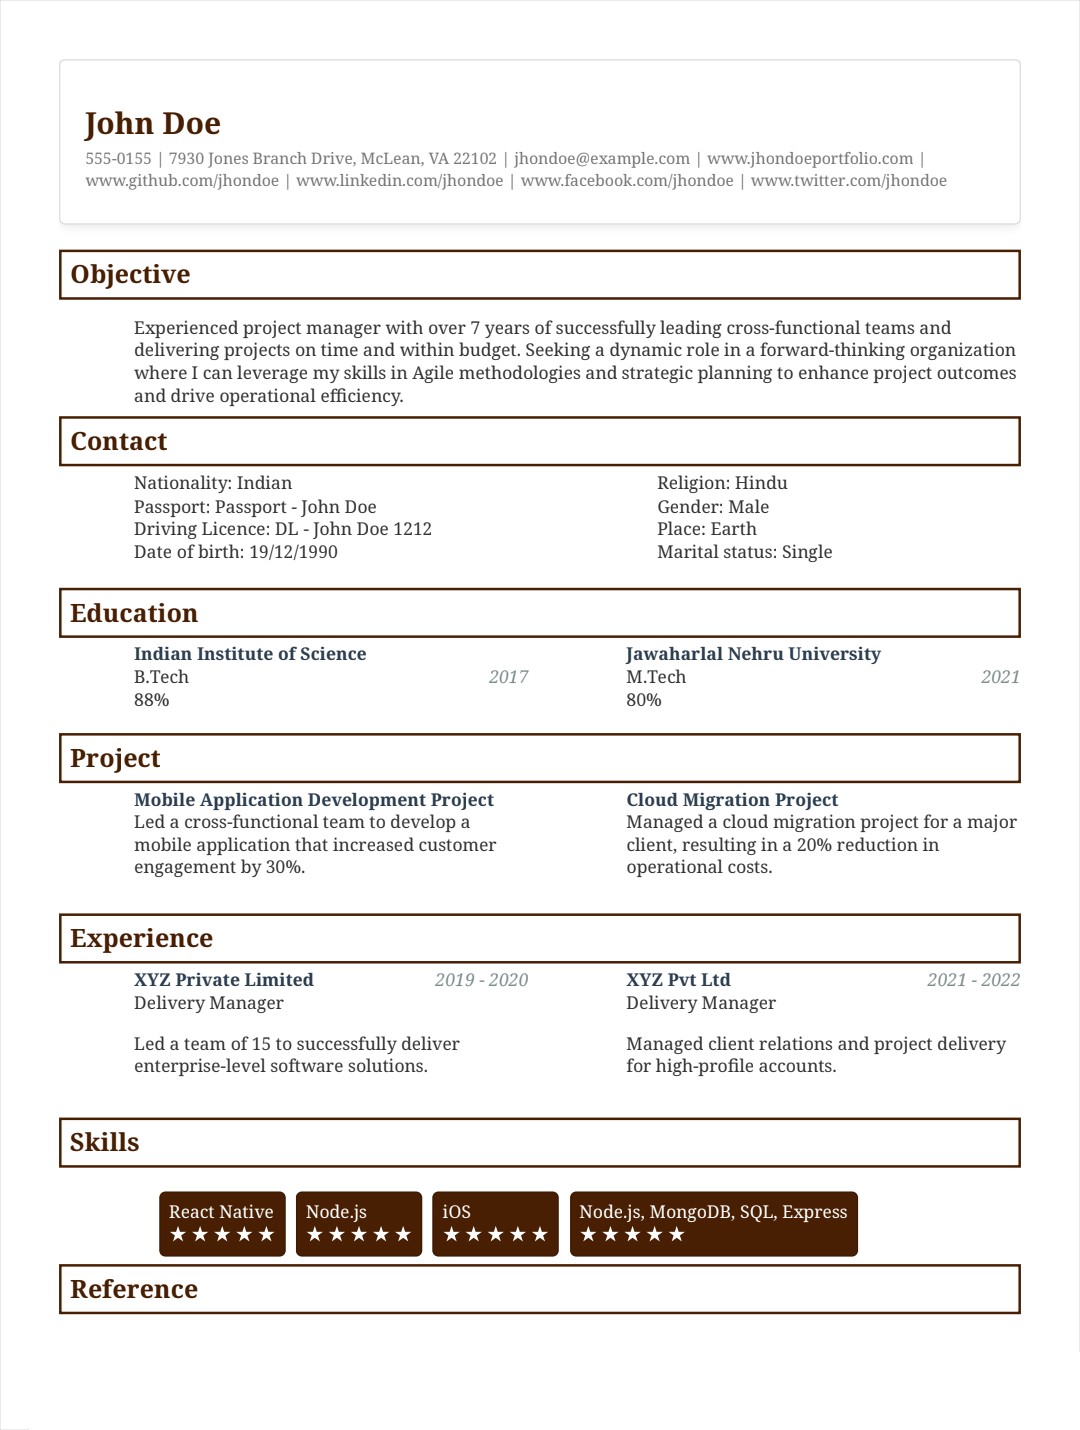 John Doe
555-0155 | 7930 Jones Branch Drive, McLean, VA 22102 | jhondoe@example.com | www.jhondoeportfolio.com |
www.github.com/jhondoe | www.linkedin.com/jhondoe | www.facebook.com/jhondoe | www.twitter.com/jhondoe
Objective
Experienced project manager with over 7 years of successfully leading cross-functional teams and
delivering projects on time and within budget. Seeking a dynamic role in a forward-thinking organization
where I can leverage my skills in Agile methodologies and strategic planning to enhance project outcomes
and drive operational efficiency.
Contact
Nationality: Indian
Passport: Passport - John Doe
Driving Licence: DL - John Doe 1212
Date of birth: 19/12/1990
Religion: Hindu
Gender: Male
Place: Earth
Marital status: Single
Education
Indian Institute of Science
B.Tech 2017
88%
Jawaharlal Nehru University
M.Tech 2021
80%
Project
Mobile Application Development Project
Led a cross-functional team to develop a
mobile application that increased customer
engagement by 30%.
Cloud Migration Project
Managed a cloud migration project for a major
client, resulting in a 20% reduction in
operational costs.
Experience
XYZ Private Limited 2019 - 2020
Delivery Manager
Led a team of 15 to successfully deliver
enterprise-level software solutions.
XYZ Pvt Ltd 2021 - 2022
Delivery Manager
Managed client relations and project delivery
for high-profile accounts.
Skills
React Native
★ ★ ★ ★ ★
Node.js
★ ★ ★ ★ ★
iOS
★ ★ ★ ★ ★
Node.js, MongoDB, SQL, Express
★ ★ ★ ★ ★
Reference